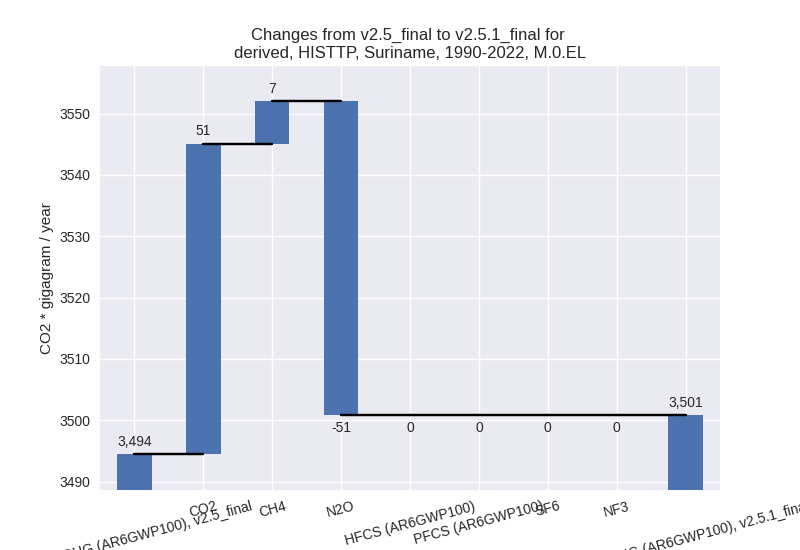 Changes from v2.5_final to v2.5.1_final for
derived, HISTTP, Suriname, 1990-2022, M.0.EL
CO2 * gigagram / year
3550
3540
3530
3520
3510
3500
3490
3,494
51
7
-51
0
0
0
0
3,501
(AR6GWP100), v2.5_final
CO2
CH4
N2O
HFCS (AR6GWP100)
PFCS (AR6GWP100)
SF6
NF3
(AR6GWP100), v2.5.1_fina